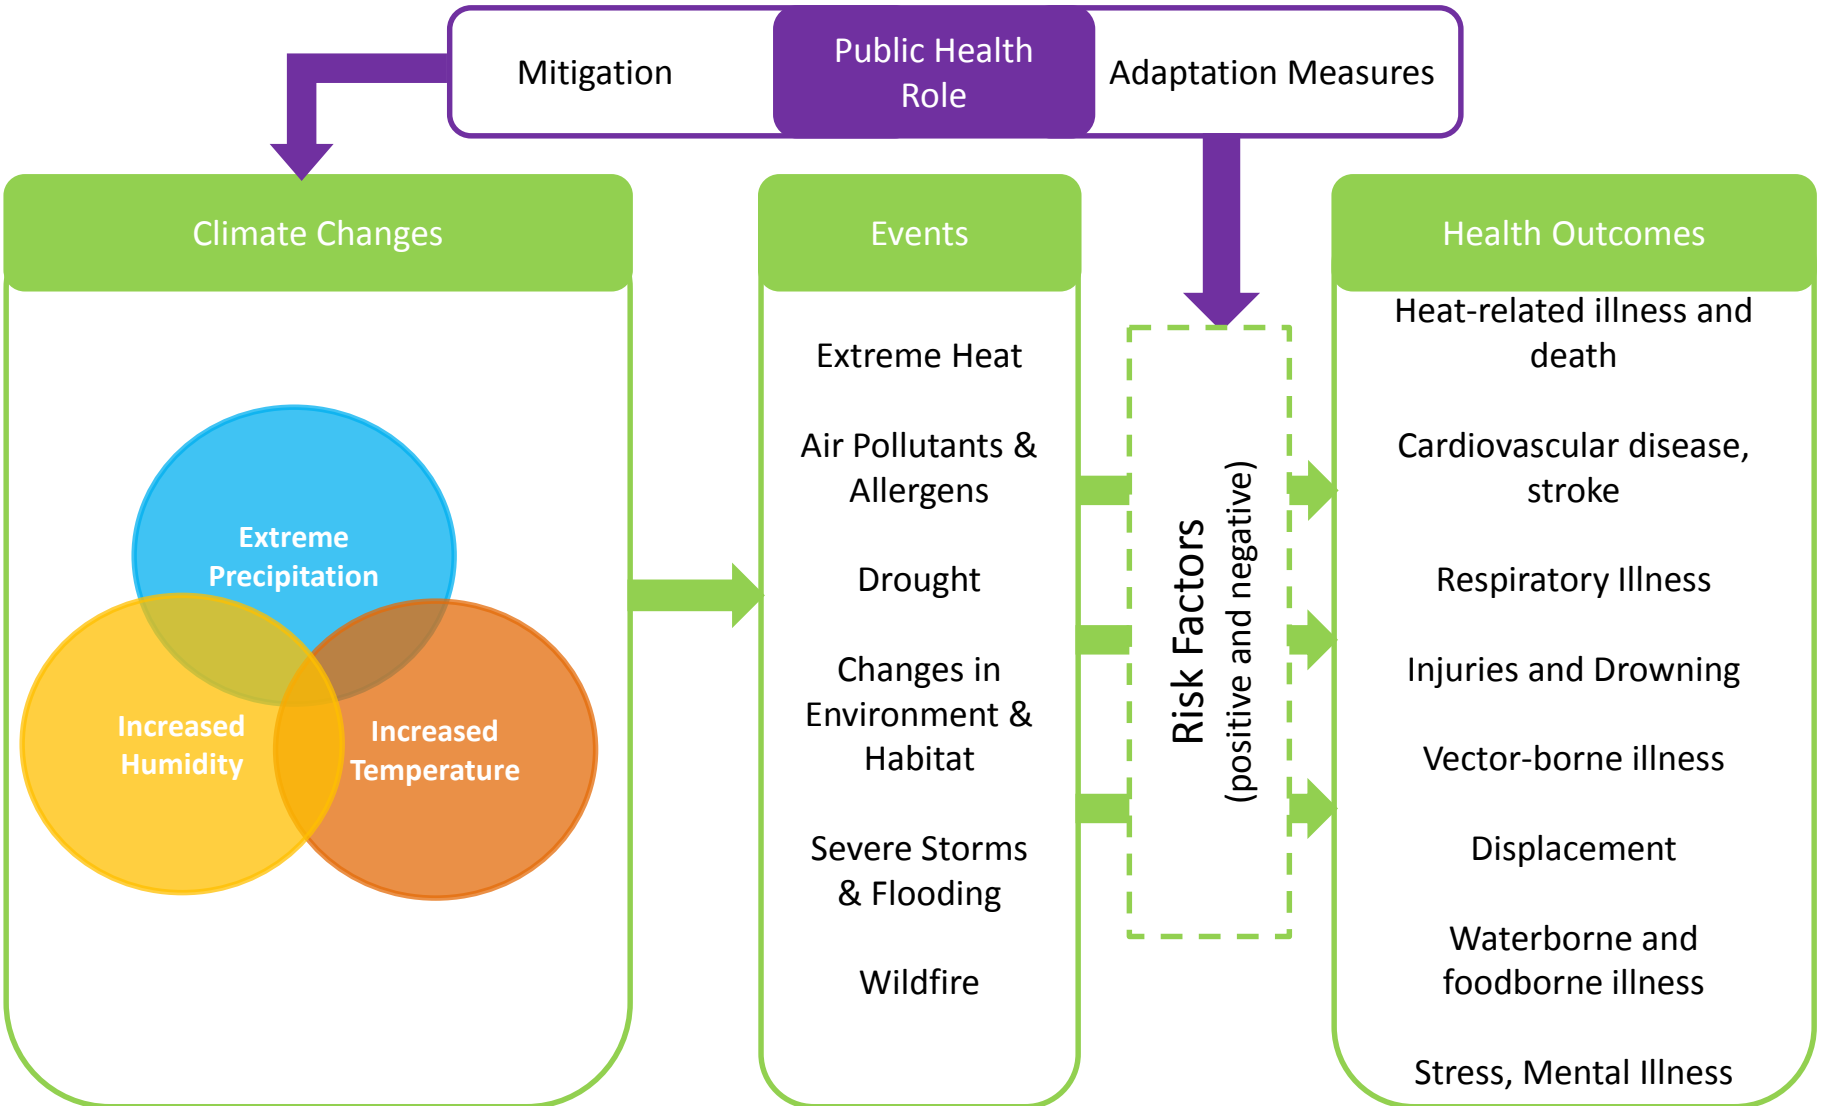 Mitigation
Public Health
Role
Adaptation Measures
Climate Changes
Extreme
Precipitation
Increased
Humidity
Increased
Temperature
Events
Extreme Heat
Air Pollutants &
Allergens
Drought
Changes in
Environment &
Habitat
Severe Storms
& Flooding
Wildfire
Risk Factors
(positive and negative)
Health Outcomes
Heat-related illness and
death
Cardiovascular disease,
stroke
Respiratory Illness
Injuries and Drowning
Vector-borne illness
Displacement
Waterborne and
foodborne illness
Stress, Mental Illness